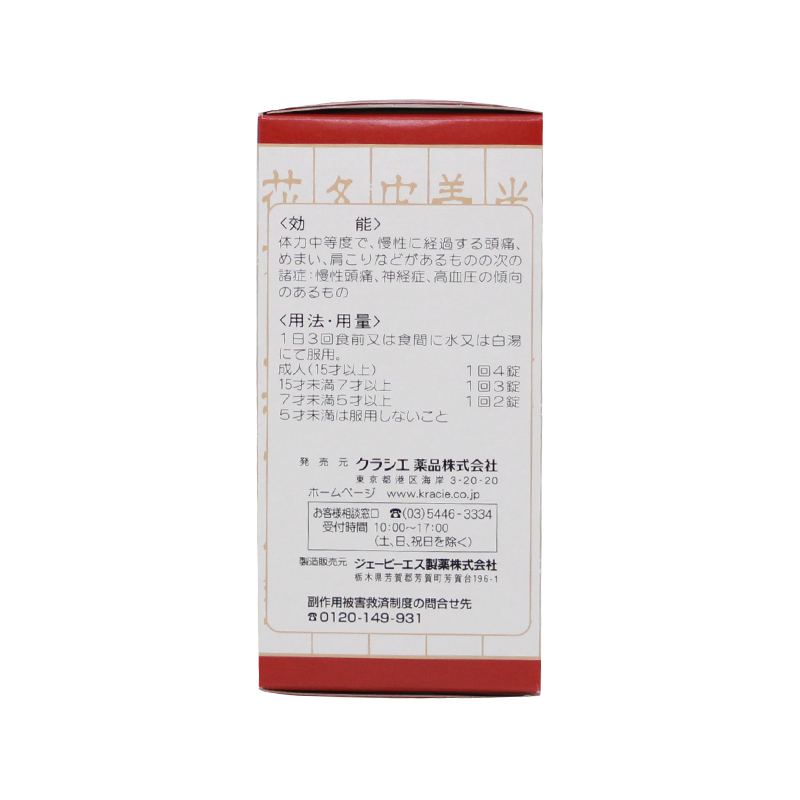 花冬虫善米
〈効 能〉
体力中等度で、慢性に経過する頭痛、
めまい、肩こりなどがあるものの次の
諸症:慢性頭痛、神経症、高血圧の傾向
のあるもの
〈用法・用量〉
1日3回食前又は食間に水又は白湯
にて服用。
成人(15才以上) 1回4錠
15才未満7才以上 1回3錠
7才未満5才以上 1回2錠
5才未満は服用しないこと
発売元 クラシエ薬品株式会社
東京都港区海岸3-20-20
ホームページ www.kracie.co.jp
お客様相談窓口 ☎(03)5446-3334
受付時間 10:00〜17:00
(土、日、祝日を除く)
製造販売元 ジェーピーエス製薬株式会社
栃木県芳賀郡芳賀町芳賀台196-1
副作用被害救済制度の問合せ先
☎0120-149-931